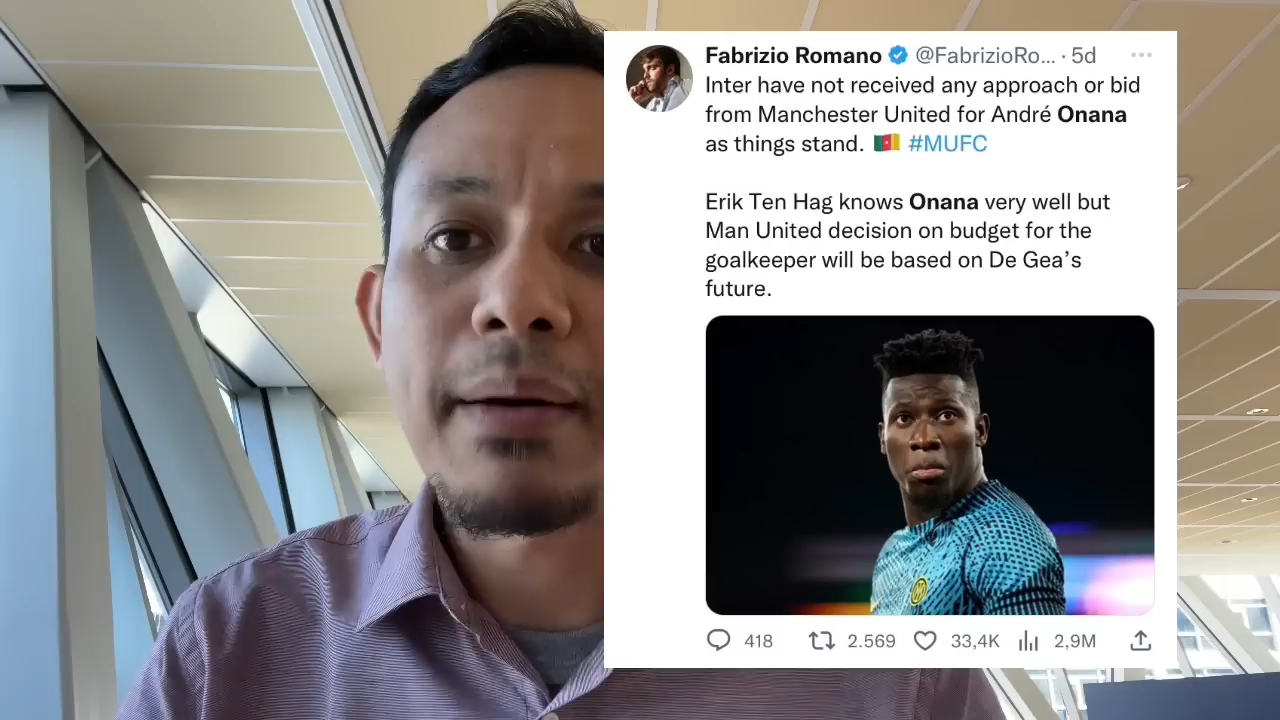 Fabrizio Romano @FabrizioRo... · 5d
Inter have not received any approach or bid
from Manchester United for André Onana
as things stand. 🇨🇲 #MUFC
Erik Ten Hag knows Onana very well but
Man United decision on budget for the
goalkeeper will be based on De Gea’s
future.
418 2.569 33,4K 2,9M